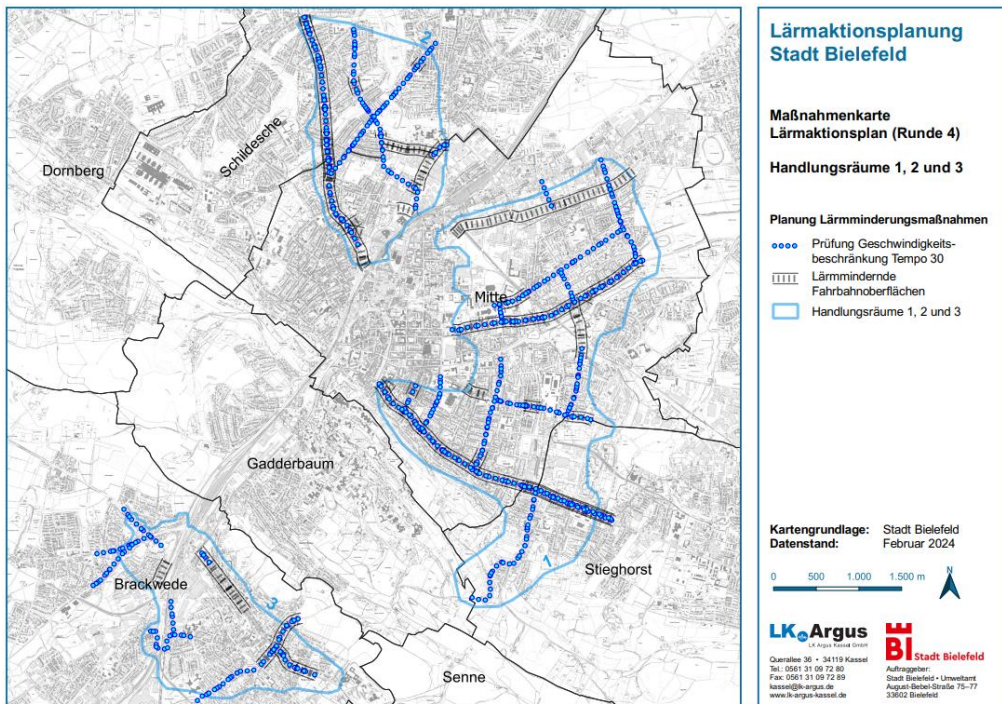 Dornberg
Schildesche
2
Mitte
Gadderbaum
1
Stieghorst
Brackwede
3
Senne
Lärmaktionsplanung
Stadt Bielefeld
Maßnahmenkarte
Lärmaktionsplan (Runde 4)
Handlungsräume 1, 2 und 3
Planung Lärmminderungsmaßnahmen
Prüfung Geschwindigkeits-
beschränkung Tempo 30
Lärmmindernde
Fahrbahnoberflächen
Handlungsräume 1, 2 und 3
Kartengrundlage: Stadt Bielefeld
Datenstand: Februar 2024
0 500 1.000 1.500 m
N
LK Argus
LK Argus Kassel GmbH
Querallee 36 • 34119 Kassel
Tel.: 0561 31 09 72 80
Fax: 0561 31 09 72 89
kassel@lk-argus.de
www.lk-argus-kassel.de
BI Stadt Bielefeld
Auftraggeber:
Stadt Bielefeld • Umweltamt
August-Bebel-Straße 75–77
33602 Bielefeld